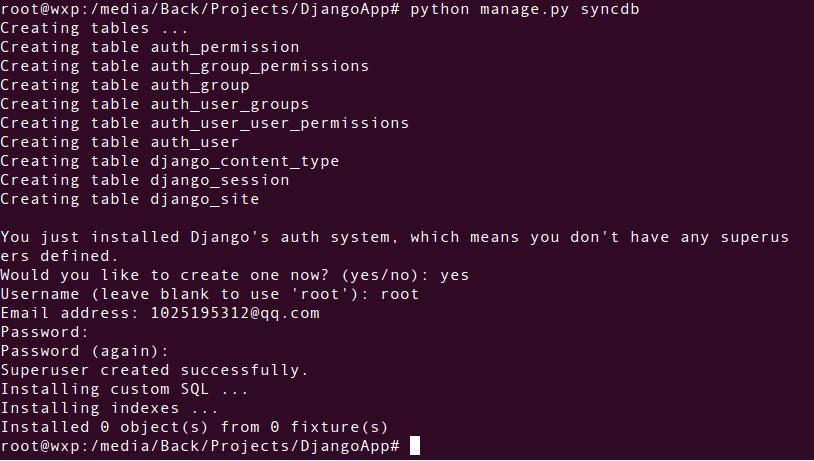 root@wxp:/media/Back/Projects/DjangoApp# python manage.py syncdb
Creating tables ...
Creating table auth_permission
Creating table auth_group_permissions
Creating table auth_group
Creating table auth_user_groups
Creating table auth_user_user_permissions
Creating table auth_user
Creating table django_content_type
Creating table django_session
Creating table django_site

You just installed Django's auth system, which means you don't have any superus
ers defined.
Would you like to create one now? (yes/no): yes
Username (leave blank to use 'root'): root
Email address: 1025195312@qq.com
Password:
Password (again):
Superuser created successfully.
Installing custom SQL ...
Installing indexes ...
Installed 0 object(s) from 0 fixture(s)
root@wxp:/media/Back/Projects/DjangoApp#